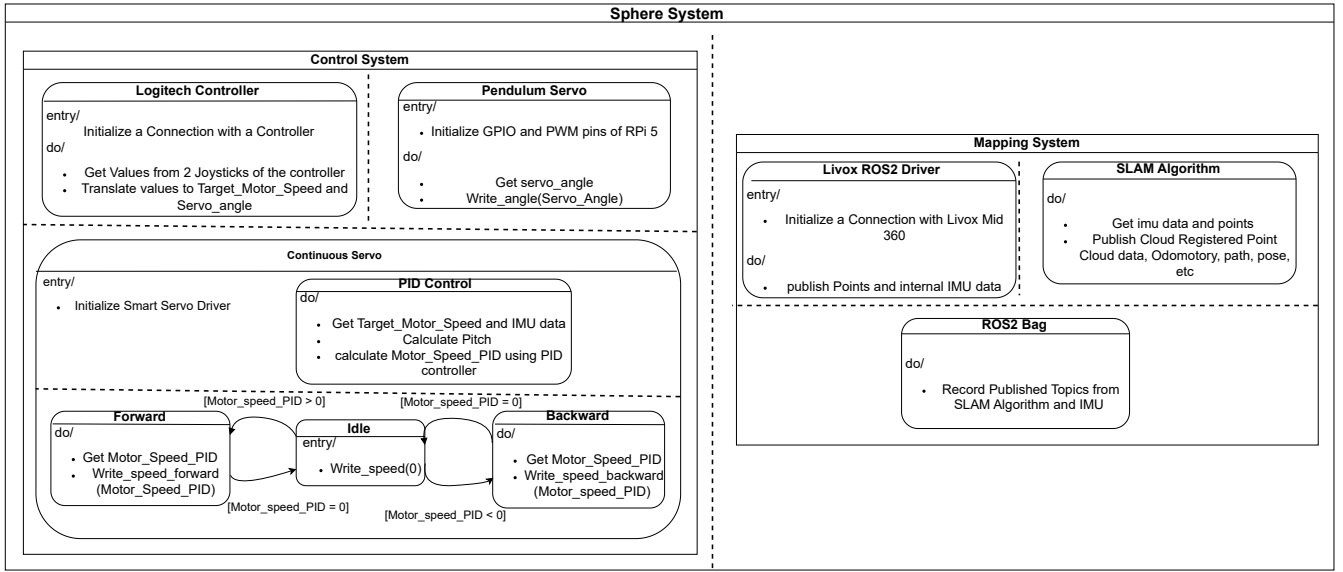 Sphere System
Control System
Logitech Controller
entry/
Initialize a Connection with a Controller
do/
• Get Values from 2 Joysticks of the controller
• Translate values to Target_Motor_Speed and
Servo_angle
Pendulum Servo
entry/
• Initialize GPIO and PWM pins of RPi 5
do/
• Get servo_angle
• Write_angle(Servo_Angle)
Continuous Servo
entry/
• Initialize Smart Servo Driver
PID Control
do/
• Get Target_Motor_Speed and IMU data
• Calculate Pitch
• calculate Motor_Speed_PID using PID
controller
[Motor_speed_PID > 0]
[Motor_speed_PID = 0]
Forward
do/
• Get Motor_Speed_PID
• Write_speed_forward
(Motor_Speed_PID)
Idle
entry/
• Write_speed(0)
Backward
do/
• Get Motor_Speed_PID
• Write_speed_backward
(Motor_speed_PID)
[Motor_speed_PID = 0]
[Motor_speed_PID < 0]
Mapping System
Livox ROS2 Driver
entry/
• Initialize a Connection with Livox Mid
360
do/
• publish Points and internal IMU data
SLAM Algorithm
do/
• Get imu data and points
• Publish Cloud Registered Point
Cloud data, Odomotory, path, pose,
etc
ROS2 Bag
do/
• Record Published Topics from
SLAM Algorithm and IMU